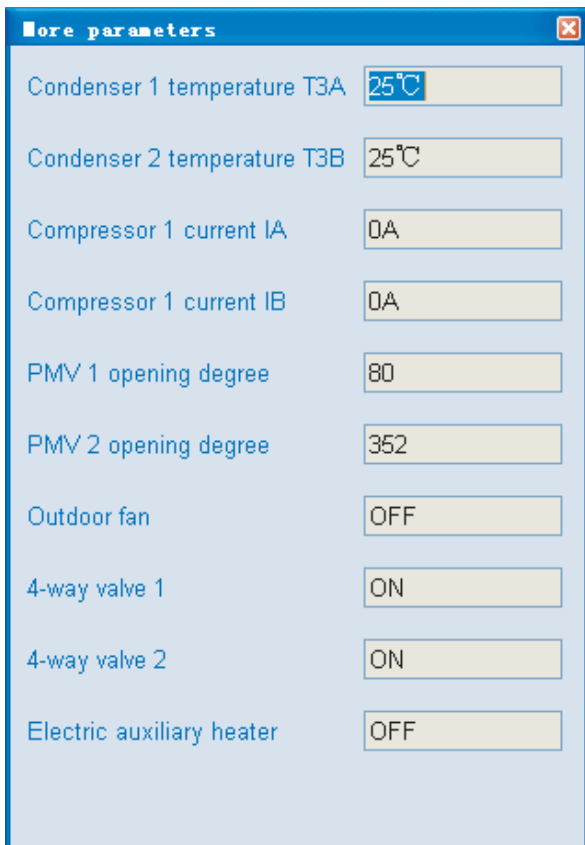 More parameters
Condenser 1 temperature T3A 25℃
Condenser 2 temperature T3B 25℃
Compressor 1 current IA 0A
Compressor 1 current IB 0A
PMV 1 opening degree 80
PMV 2 opening degree 352
Outdoor fan OFF
4-way valve 1 ON
4-way valve 2 ON
Electric auxiliary heater OFF